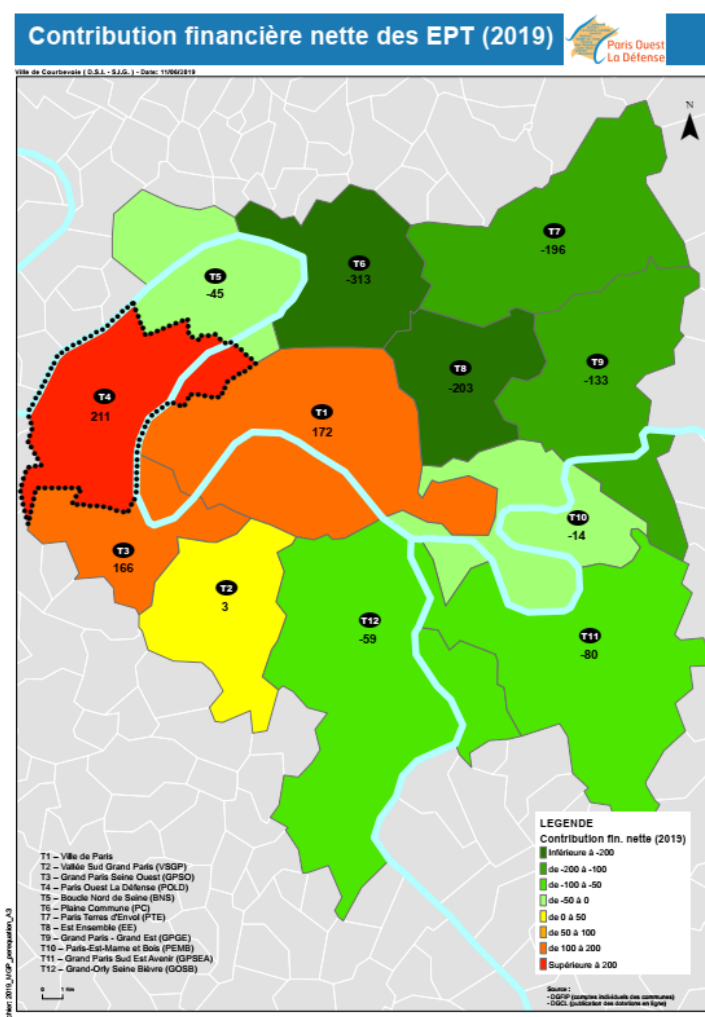 Contribution financière nette des EPT (2019)
Paris Ouest
La Défense
Ville de Courbevoie ( D.S.I. - S.I.G. ) - Date: 11/06/2019
N
T7
-196
T6
-313
T5
-45
T9
-133
T8
-203
T4
211
T1
172
T10
-14
T3
166
T2
3
T12
-59
T11
-80
LEGENDE
Contribution fin. nette (2019)
Inférieure à -200
de -200 à -100
de -100 à -50
de -50 à 0
de 0 à 50
de 50 à 100
de 100 à 200
Supérieure à 200
T1 – Ville de Paris
T2 – Vallée Sud Grand Paris (VSGP)
T3 – Grand Paris Seine Ouest (GPSO)
T4 – Paris Ouest La Défense (POLD)
T5 – Boucle Nord de Seine (BNS)
T6 – Plaine Commune (PC)
T7 – Paris Terres d'Envol (PTE)
T8 – Est Ensemble (EE)
T9 – Grand Paris - Grand Est (GPGE)
T10 – Paris-Est-Marne et Bois (PEMB)
T11 – Grand Paris Sud Est Avenir (GPSEA)
T12 – Grand-Orly Seine Bièvre (GOSB)
0 1 Km
Source :
- DGFIP (comptes individuels des communes)
- DGCL (publication des dotations en ligne)